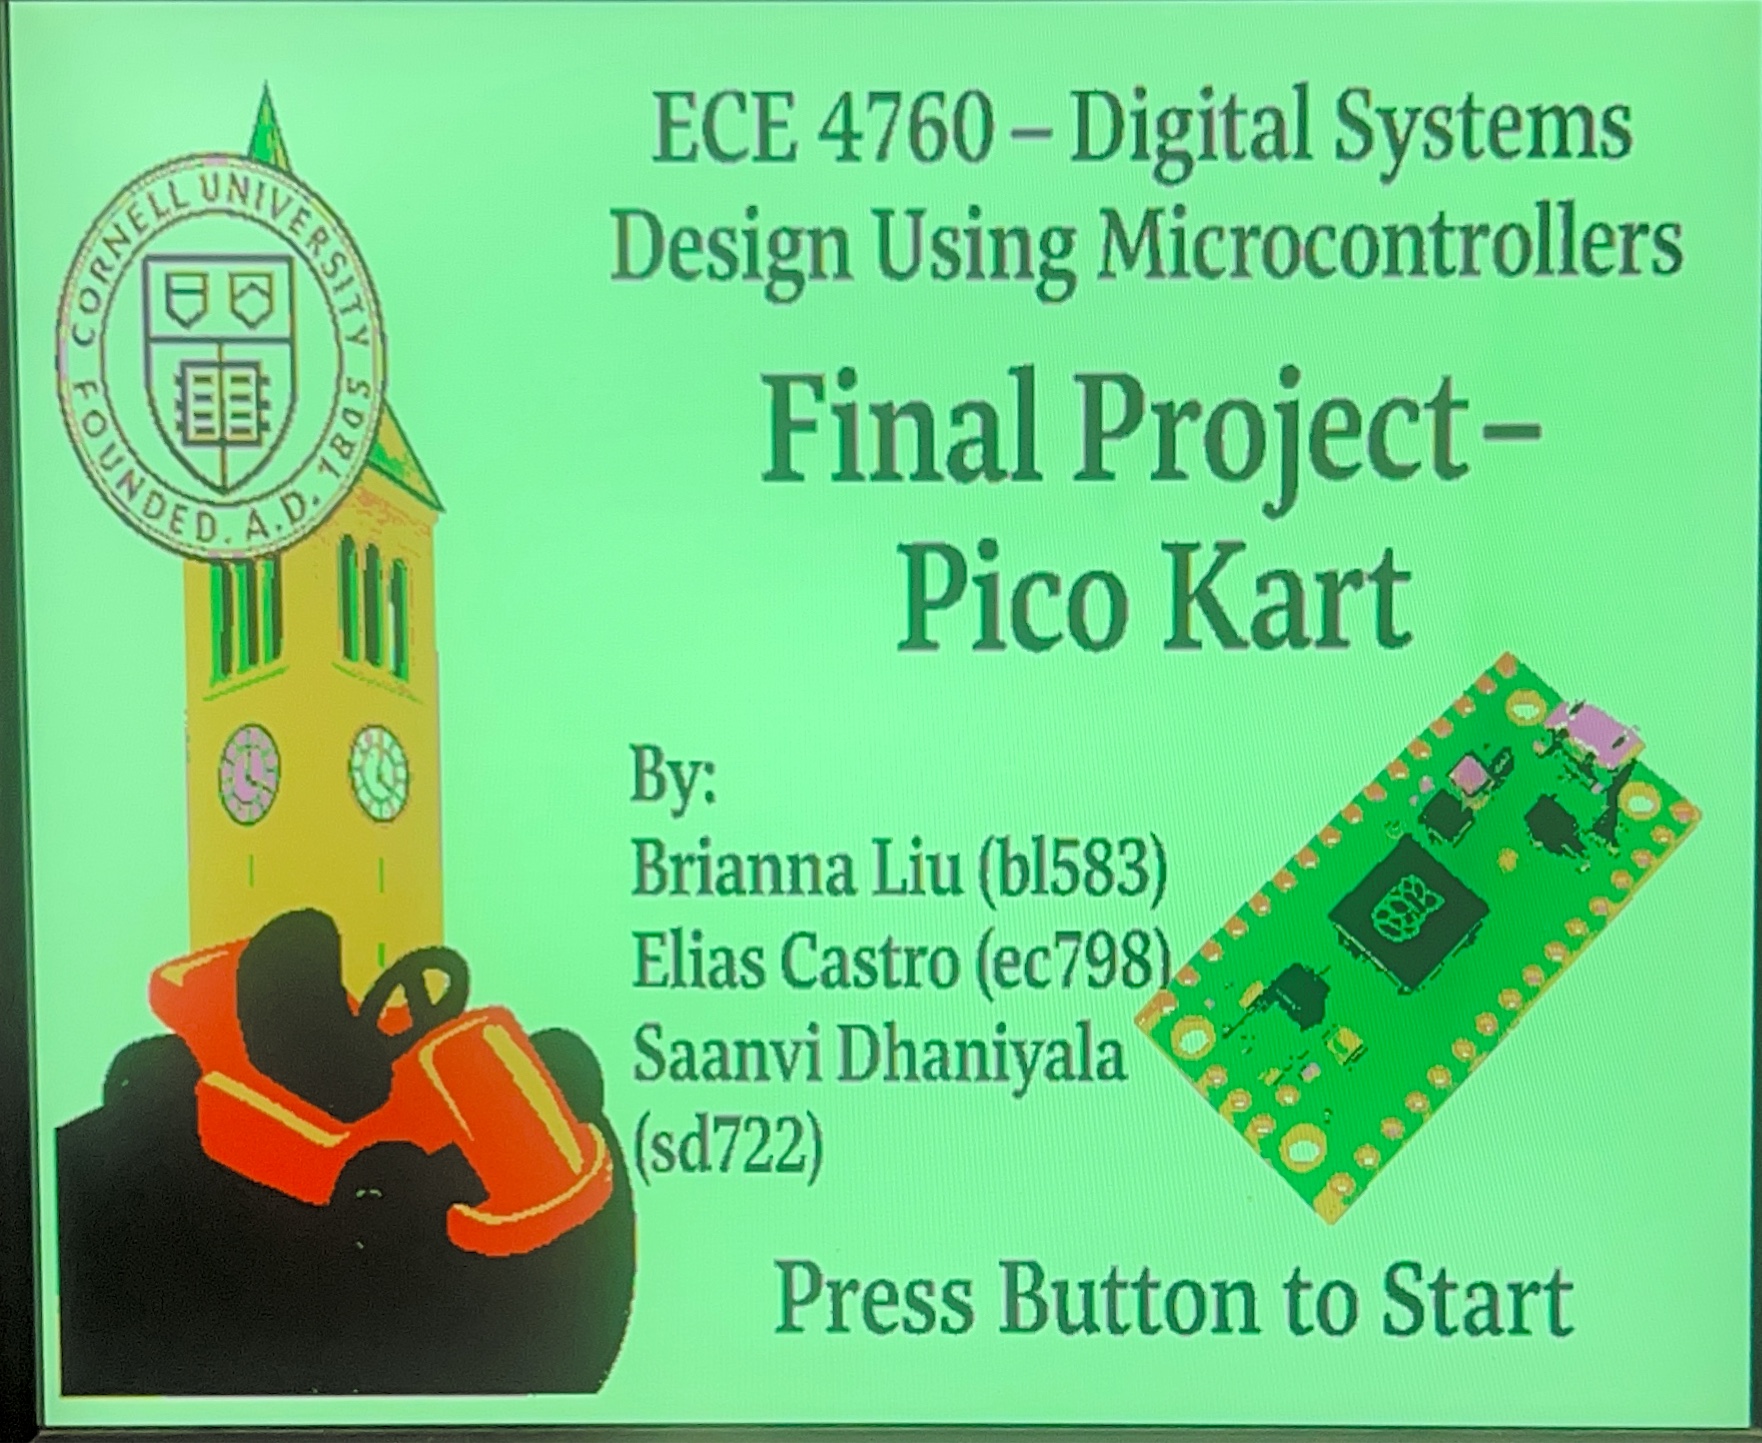 CORNELL UNIVERSITY
FOUNDED. A.D. 1865
ECE 4760 – Digital Systems
Design Using Microcontrollers
Final Project–
Pico Kart
By:
Brianna Liu (bl583)
Elias Castro (ec798)
Saanvi Dhaniyala
(sd722)
Press Button to Start